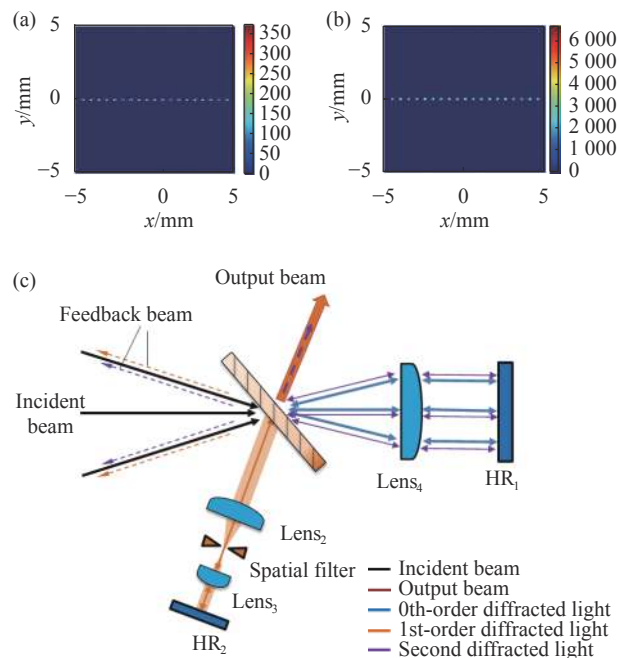 (a)
5
0
−5
y/mm
−5
0
5
x/mm
350
300
250
200
150
100
50
0
(b)
5
0
−5
y/mm
−5
0
5
x/mm
6 000
5 000
4 000
3 000
2 000
1 000
0
(c)
Output beam
Feedback beam
Incident
beam
Lens4
HR1
Lens2
Spatial filter
Lens3
HR2
Incident beam
Output beam
0th-order diffracted light
1st-order diffracted light
Second diffracted light